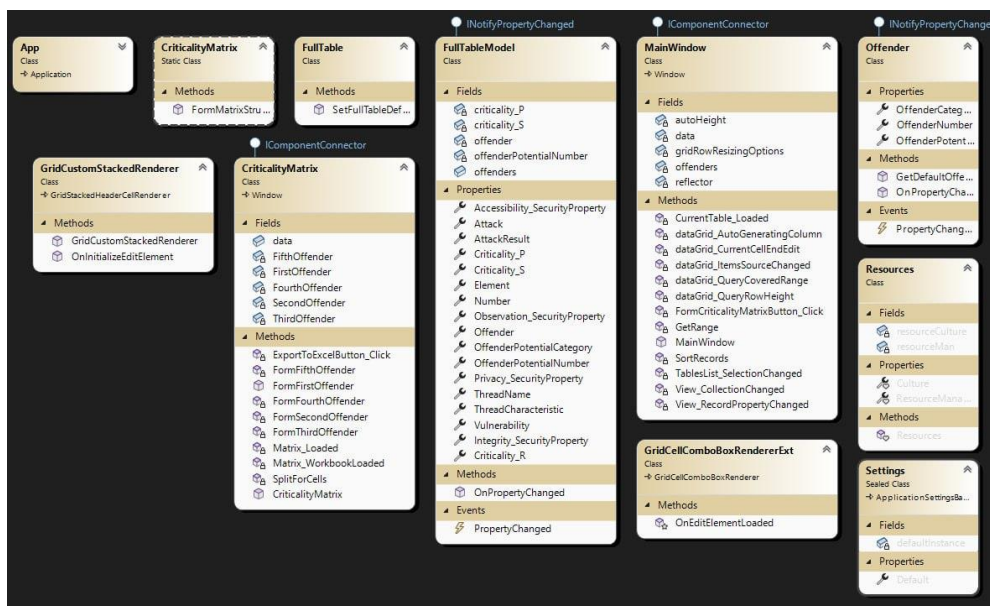 App
Class
Application
CriticalityMatrix
Static Class
Methods
FormMatrixStru...
FullTable
Class
Methods
SetFullTableDef...
INotifyPropertyChanged
FullTableModel
Class
Fields
criticality_P
criticality_S
offender
offenderPotentialNumber
offenders
Properties
Accessibility_SecurityProperty
Attack
AttackResult
Criticality_P
Criticality_S
Element
Number
Observation_SecurityProperty
Offender
OffenderPotentialCategory
OffenderPotentialNumber
Privacy_SecurityProperty
ThreadName
ThreadCharacteristic
Vulnerability
Integrity_SecurityProperty
Criticality_R
Methods
OnPropertyChanged
Events
PropertyChanged
IComponentConnector
MainWindow
Class
Window
Fields
autoHeight
data
gridRowResizingOptions
offenders
reflector
Methods
CurrentTable_Loaded
dataGrid_AutoGeneratingColumn
dataGrid_CurrentCellEndEdit
dataGrid_ItemsSourceChanged
dataGrid_QueryCoveredRange
dataGrid_QueryRowHeight
FormCriticalityMatrixButton_Click
GetRange
MainWindow
SortRecords
TablesList_SelectionChanged
View_CollectionChanged
View_RecordPropertyChanged
INotifyPropertyChange
Offender
Class
Properties
OffenderCateg...
OffenderNumber
OffenderPotent...
Methods
GetDefaultOffe...
OnPropertyCha...
Events
PropertyChang...
GridCustomStackedRenderer
Class
GridStackedHeaderCellRenderer
Methods
GridCustomStackedRenderer
OnInitializeEditElement
IComponentConnector
CriticalityMatrix
Class
Window
Fields
data
FifthOffender
FirstOffender
FourthOffender
SecondOffender
ThirdOffender
Methods
ExportToExcelButton_Click
FormFifthOffender
FormFirstOffender
FormFourthOffender
FormSecondOffender
FormThirdOffender
Matrix_Loaded
Matrix_WorkbookLoaded
SplitForCells
CriticalityMatrix
GridCellComboBoxRendererExt
Class
GridCellComboBoxRenderer
Methods
OnEditElementLoaded
Resources
Class
Fields
resourceCulture
resourceMan
Properties
Culture
ResourceMana...
Methods
Resources
Settings
Sealed Class
ApplicationSettingsBa...
Fields
defaultInstance
Properties
Default